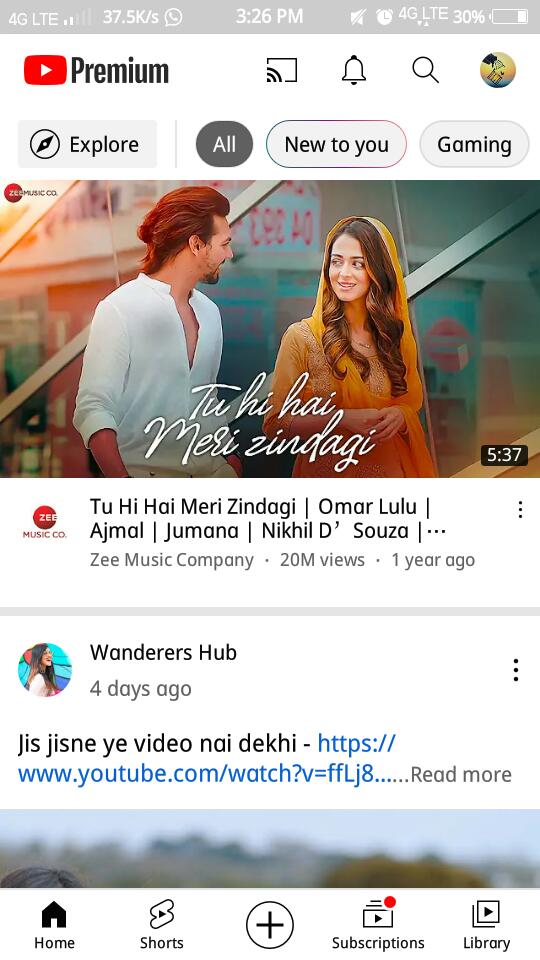 4G LTE 37.5K/s 3:26 PM 4G LTE 30%
Premium
Explore All New to you Gaming
ZEE MUSIC CO.
Tu hi hai
Meri zindagi
5:37
Tu Hi Hai Meri Zindagi | Omar Lulu |
ZEE
MUSIC CO.
Ajmal | Jumana | Nikhil D’ Souza |···
Zee Music Company · 20M views · 1 year ago
Wanderers Hub
4 days ago
Jis jisne ye video nai dekhi - https://
www.youtube.com/watch?v=ffLj8......Read more
Home Shorts Subscriptions Library